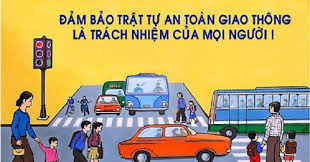 ĐẢM BẢO TRẬT TỰ AN TOÀN GIAO THÔNG
LÀ TRÁCH NHIỆM CỦA MỌI NGƯỜI !